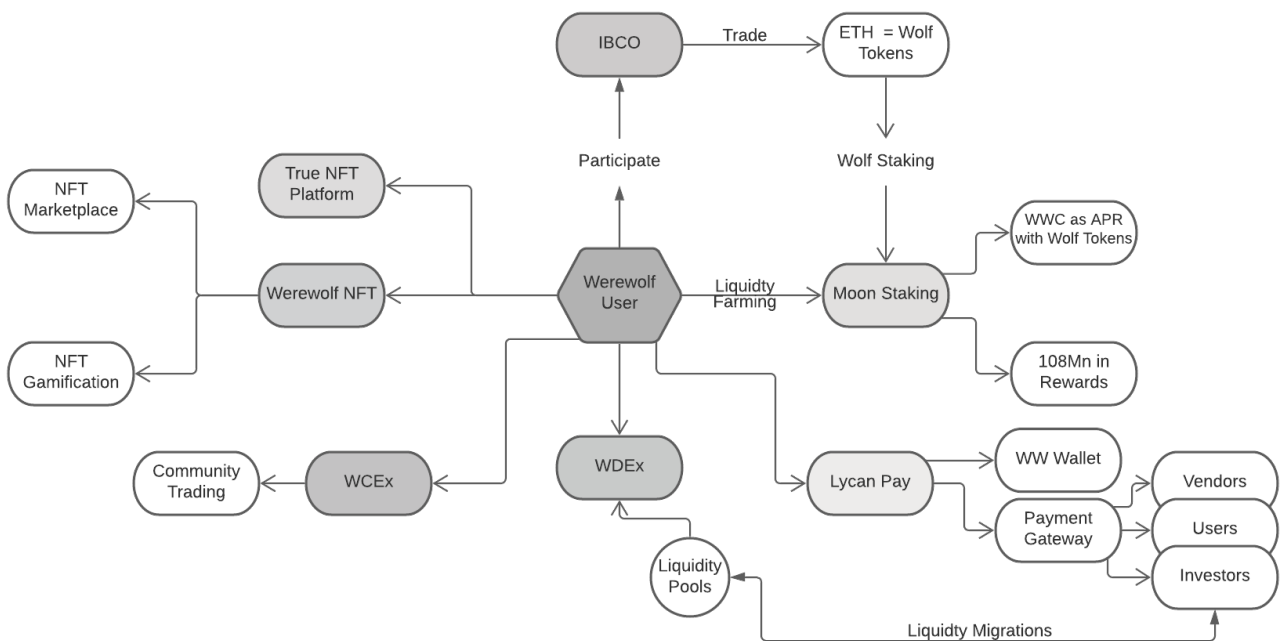 IBCO
Trade
ETH = Wolf
Tokens
Participate
Wolf Staking
True NFT
Platform
NFT
Marketplace
WWC as APR
with Wolf Tokens
Werewolf
User
Werewolf NFT
Liquidty
Farming
Moon Staking
NFT
Gamification
108Mn in
Rewards
Community
Trading
WCEx
WDEx
Lycan Pay
WW Wallet
Payment
Gateway
Vendors
Users
Investors
Liquidity
Pools
Liquidty Migrations